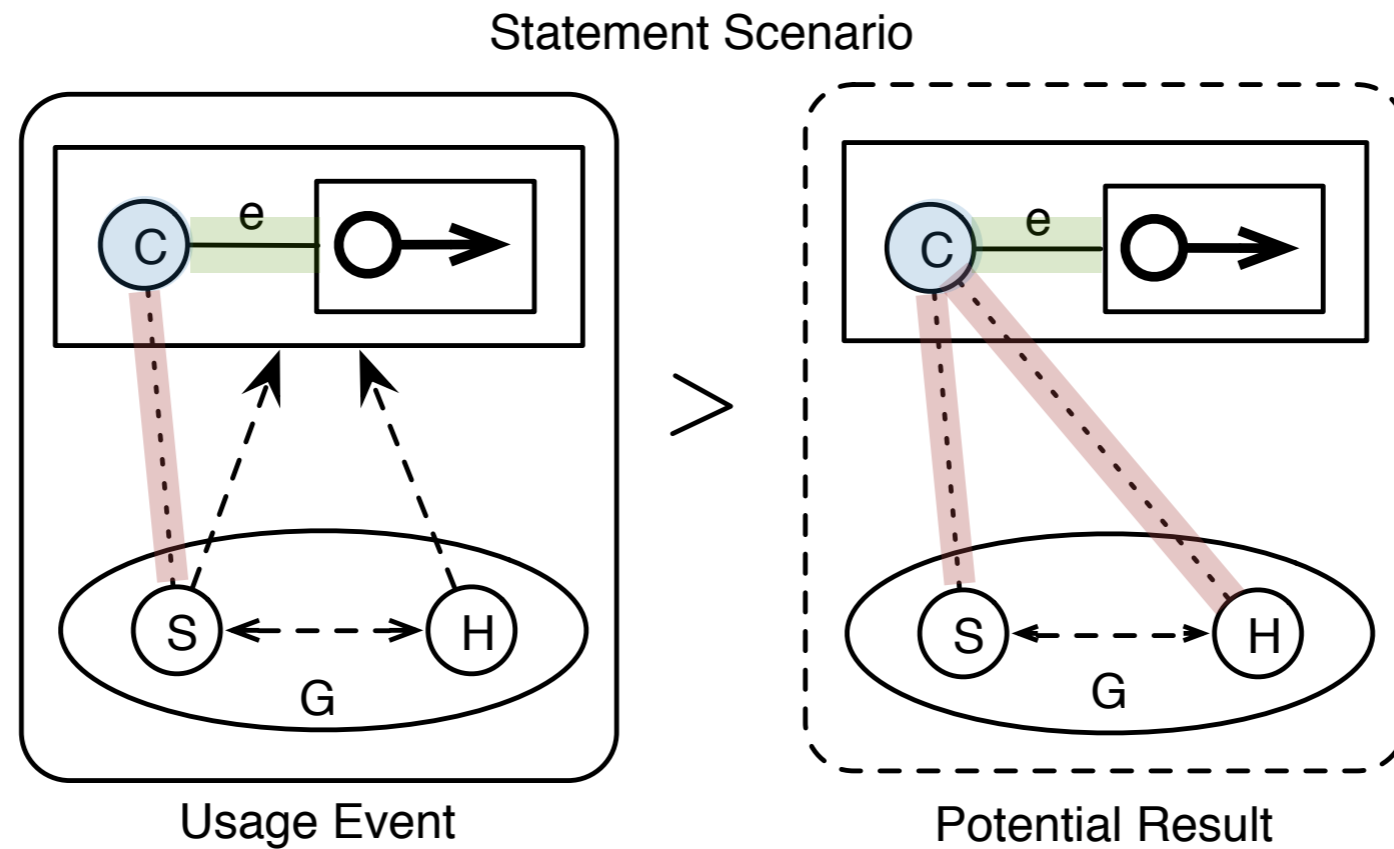 Statement Scenario
C e
S H
G
Usage Event
>
C e
S H
G
Potential Result